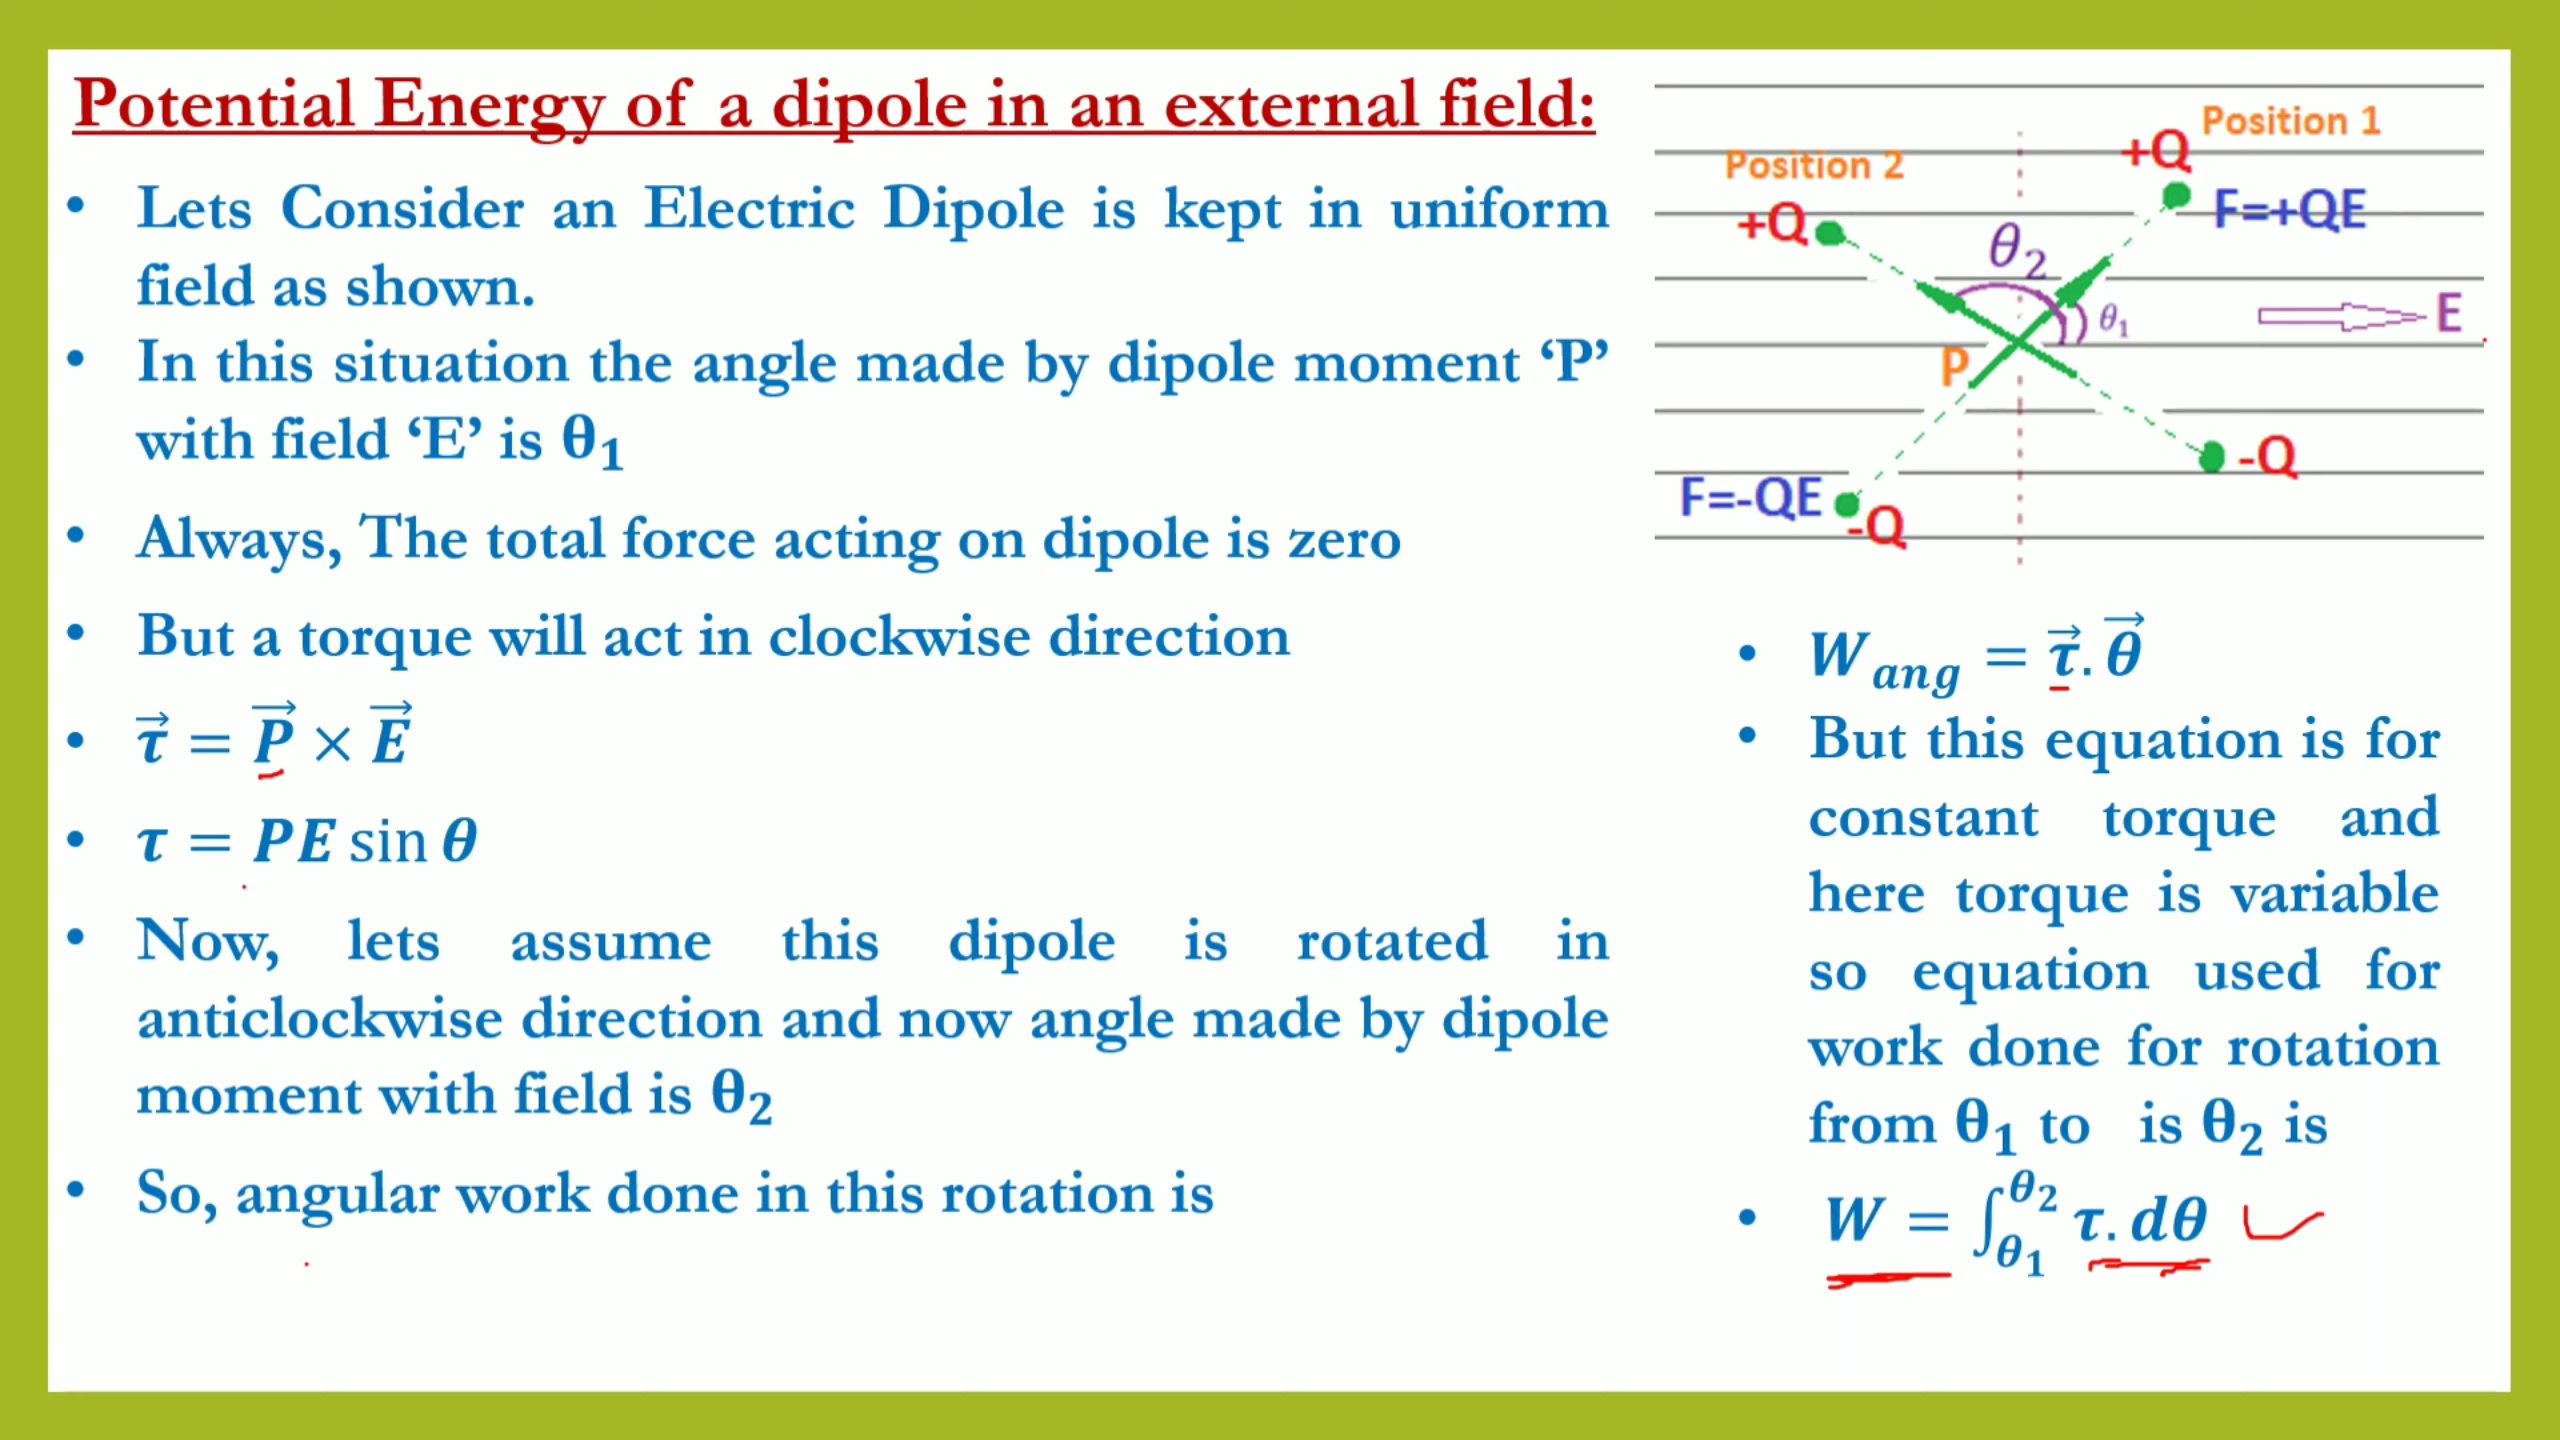 Potential Energy of a dipole in an external field:
• Lets Consider an Electric Dipole is kept in uniform
field as shown.
• In this situation the angle made by dipole moment ‘P’
with field ‘E’ is θ₁
• Always, The total force acting on dipole is zero
• But a torque will act in clockwise direction
• τ⃗ = P⃗ × E⃗
• τ = PE sin θ
• Now, lets assume this dipole is rotated in
anticlockwise direction and now angle made by dipole
moment with field is θ₂
• So, angular work done in this rotation is
Position 1
Position 2
+Q
+Q
F=+QE
θ₂
θ₁
E
P
-Q
F=-QE
-Q
• W_ang = τ⃗. θ⃗
• But this equation is for
constant torque and
here torque is variable
so equation used for
work done for rotation
from θ₁ to is θ₂ is
• W = ∫_θ₁^θ₂ τ. dθ